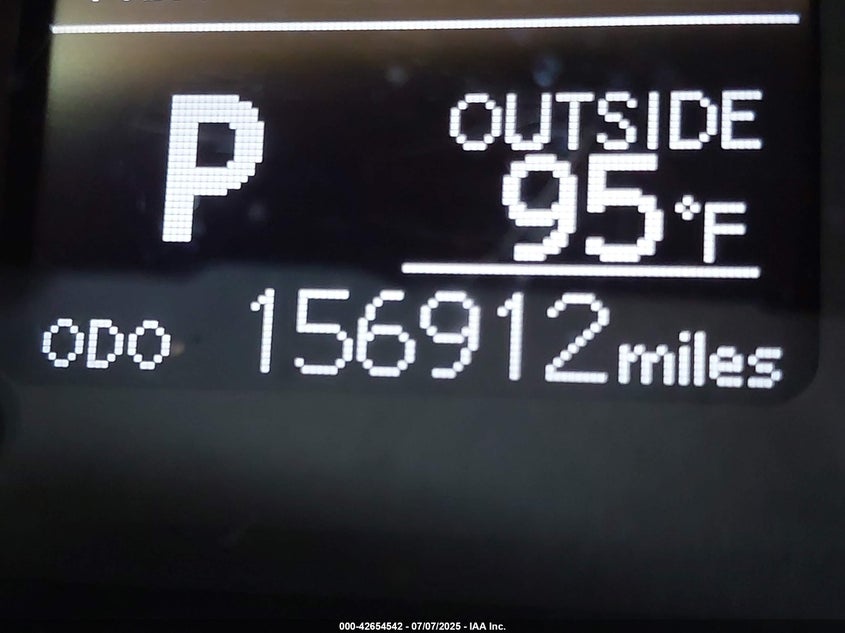 P
OUTSIDE
95°F
ODO 156912 miles
000-42654542 - 07/07/2025 - IAA Inc.